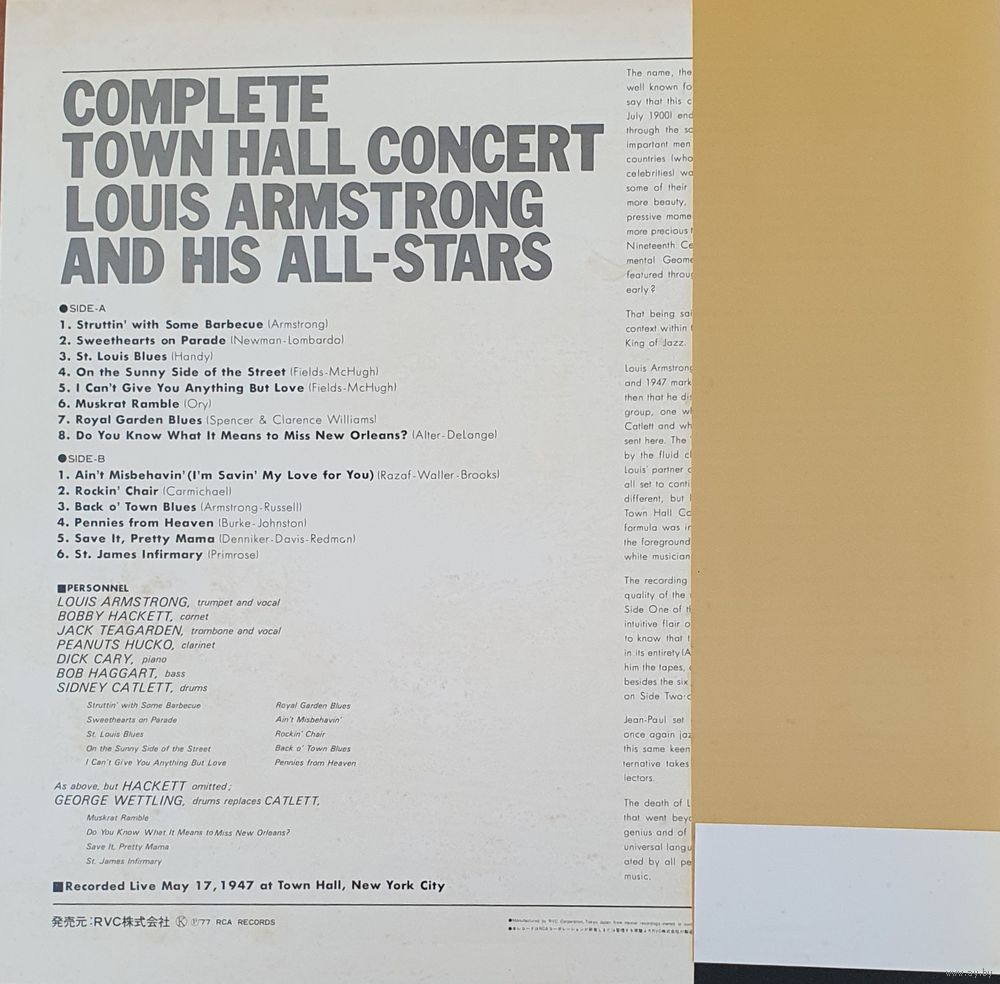 COMPLETE
TOWN HALL CONCERT
LOUIS ARMSTRONG
AND HIS ALL-STARS
●SIDE-A
1. Struttin' with Some Barbecue (Armstrong)
2. Sweethearts on Parade (Newman-Lombardo)
3. St. Louis Blues (Handy)
4. On the Sunny Side of the Street (Fields-McHugh)
5. I Can't Give You Anything But Love (Fields-McHugh)
6. Muskrat Ramble (Ory)
7. Royal Garden Blues (Spencer & Clarence Williams)
8. Do You Know What It Means to Miss New Orleans? (Alter-DeLange)
●SIDE-B
1. Ain't Misbehavin' (I'm Savin' My Love for You) (Razaf-Waller-Brooks)
2. Rockin' Chair (Carmichael)
3. Back o' Town Blues (Armstrong-Russell)
4. Pennies from Heaven (Burke-Johnston)
5. Save It, Pretty Mama (Denniker-Davis-Redman)
6. St. James Infirmary (Primrose)
■PERSONNEL
LOUIS ARMSTRONG, trumpet and vocal
BOBBY HACKETT, cornet
JACK TEAGARDEN, trombone and vocal
PEANUTS HUCKO, clarinet
DICK CARY, piano
BOB HAGGART, bass
SIDNEY CATLETT, drums
Struttin' with Some Barbecue Royal Garden Blues
Sweethearts on Parade Ain't Misbehavin'
St. Louis Blues Rockin' Chair
On the Sunny Side of the Street Back o' Town Blues
I Can't Give You Anything But Love Pennies from Heaven
As above, but HACKETT omitted;
GEORGE WETTLING, drums replaces CATLETT.
Muskrat Ramble
Do You Know What It Means to Miss New Orleans?
Save It, Pretty Mama
St. James Infirmary
■Recorded Live May 17, 1947 at Town Hall, New York City
発売元:RVC株式会社 Ⓚ ℗'77 RCA RECORDS
The name, the
well known fo
say that this c
July 1900) end
through the sc
important men
countries (who
celebrities) wa
some of their
more beauty,
pressive mome
more precious
Nineteenth Ce
mental Geome
featured throu
early?
That being sai
context within
King of Jazz.
Louis Armstrong
and 1947 mark
then that he dis
group, one wh
Catlett and wh
sent here. The
by the fluid cl
Louis' partner
all set to conti
different, but
Town Hall Co
formula was in
the foreground
white musician
The recording
quality of the
Side One of t
intuitive flair o
to know that t
in its entirety (A
him the tapes,
besides the six
on Side Two
Jean-Paul set
once again jaz
this same keen
ternative takes
lectors.
The death of L
that went beyo
genius and of
universal langu
ated by all pe
music.
●Manufactured by RVC Corporation, Tokyo, Japan from master recordings owned
www.ay.by